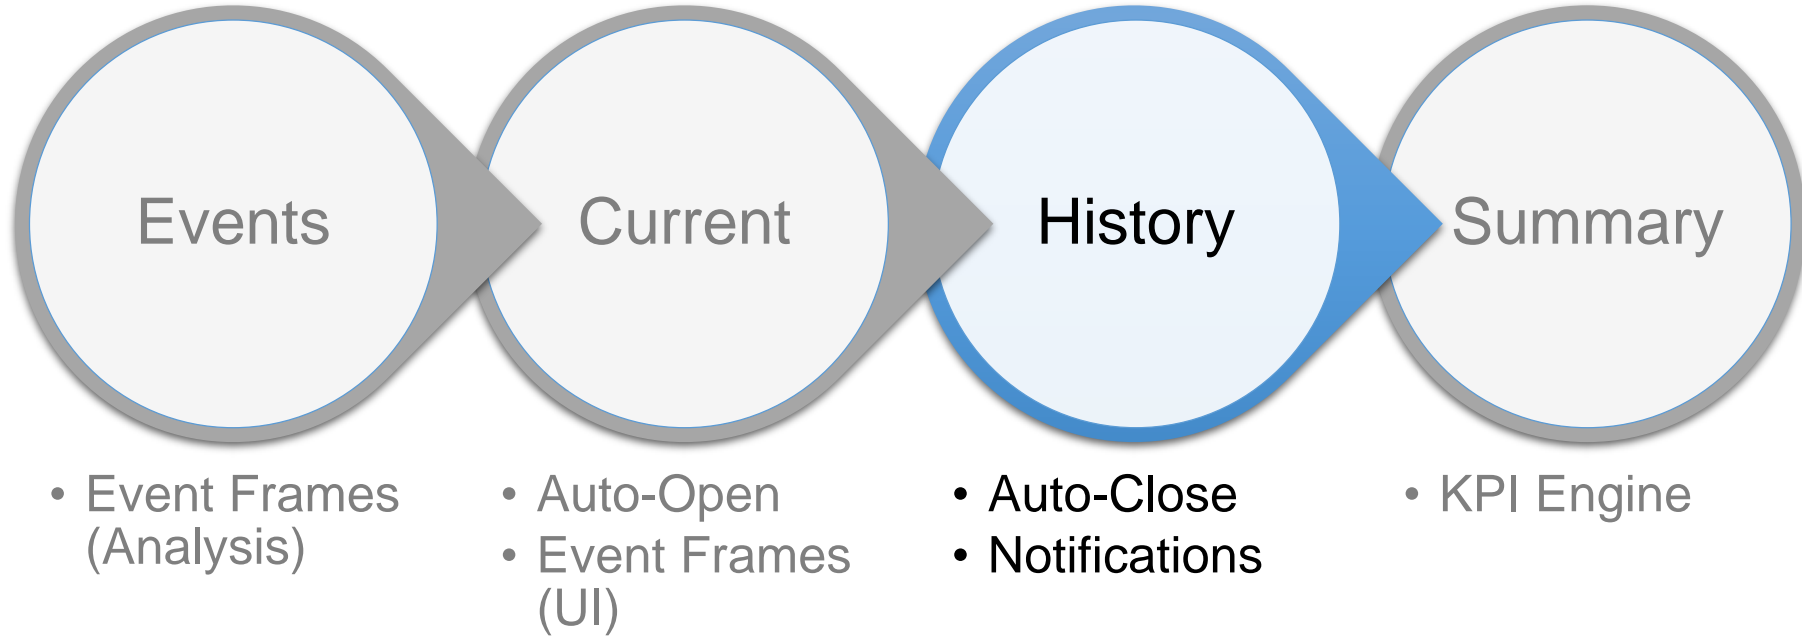 Events
• Event Frames
(Analysis)
Current
• Auto-Open
• Event Frames
(UI)
History
• Auto-Close
• Notifications
Summary
• KPI Engine